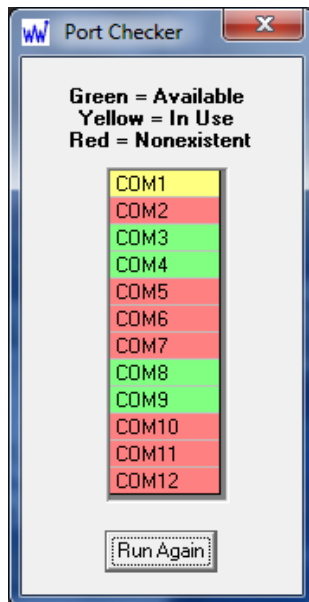 WW Port Checker
Green = Available
Yellow = In Use
Red = Nonexistent
COM1
COM2
COM3
COM4
COM5
COM6
COM7
COM8
COM9
COM10
COM11
COM12
Run Again